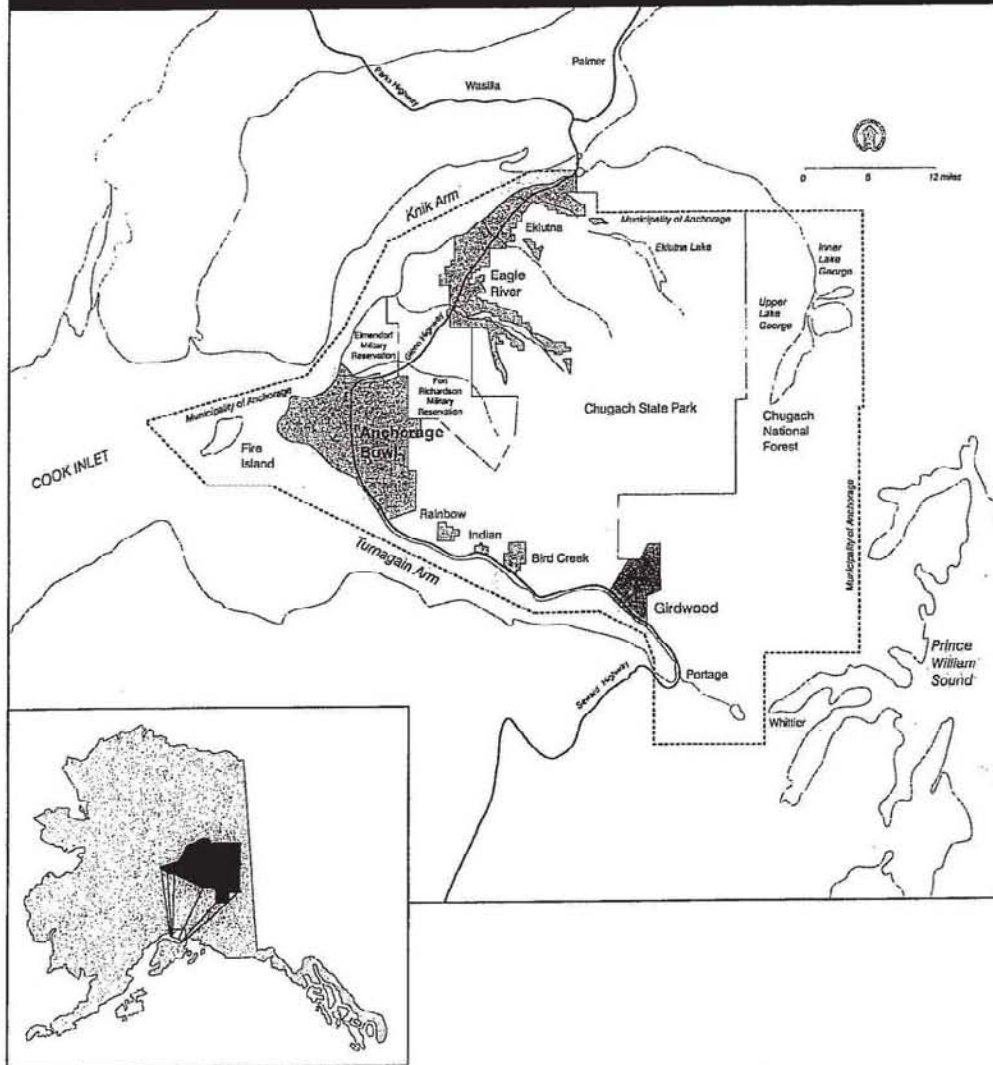 Palmer
Parks Highway
Wasilla
0
6
12 miles
Knik Arm
Municipality of Anchorage
Eklutna
Eklutna Lake
Inner
Lake
George
Eagle
River
Upper
Lake
George
Elmendorf
Military
Reservation
Glenn Highway
Fort
Richardson
Military
Reservation
Chugach State Park
Chugach
National
Forest
Municipality of Anchorage
Anchorage
Bowl
Fire
Island
COOK INLET
Rainbow
Indian
Bird Creek
Turnagain Arm
Girdwood
Municipality of Anchorage
Prince
William
Sound
Portage
Seward Highway
Whittier